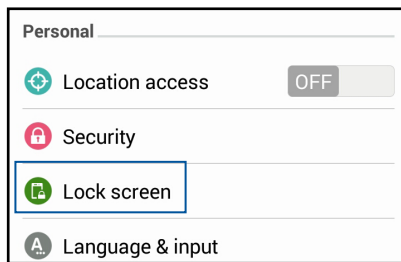 Personal
Location access OFF
Security
Lock screen
A
Language & input